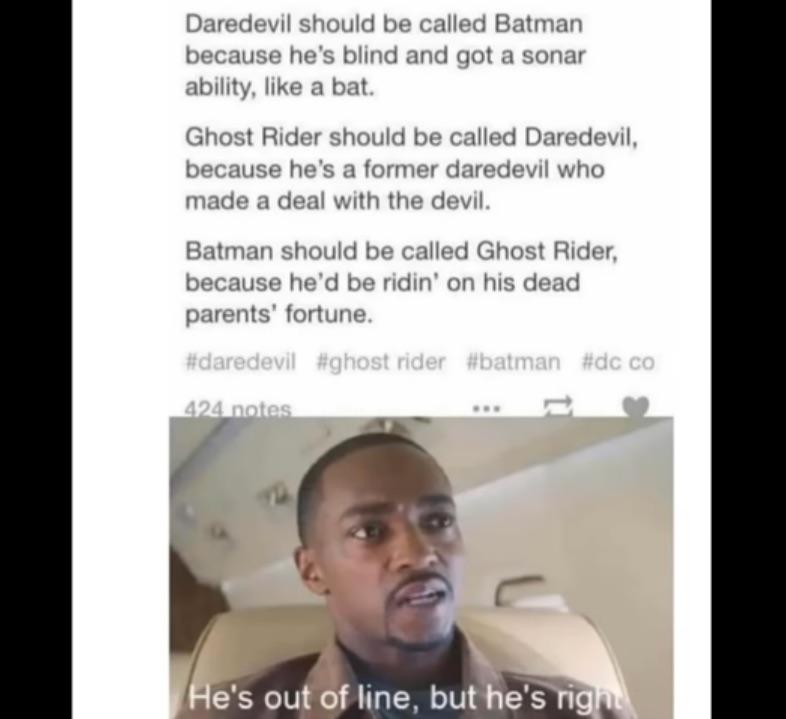 Daredevil should be called Batman
because he's blind and got a sonar
ability, like a bat.
Ghost Rider should be called Daredevil,
because he's a former daredevil who
made a deal with the devil.
Batman should be called Ghost Rider,
because he'd be ridin' on his dead
parents' fortune.
#daredevil #ghost rider #batman #dc co
424 notes
He's out of line, but he's right